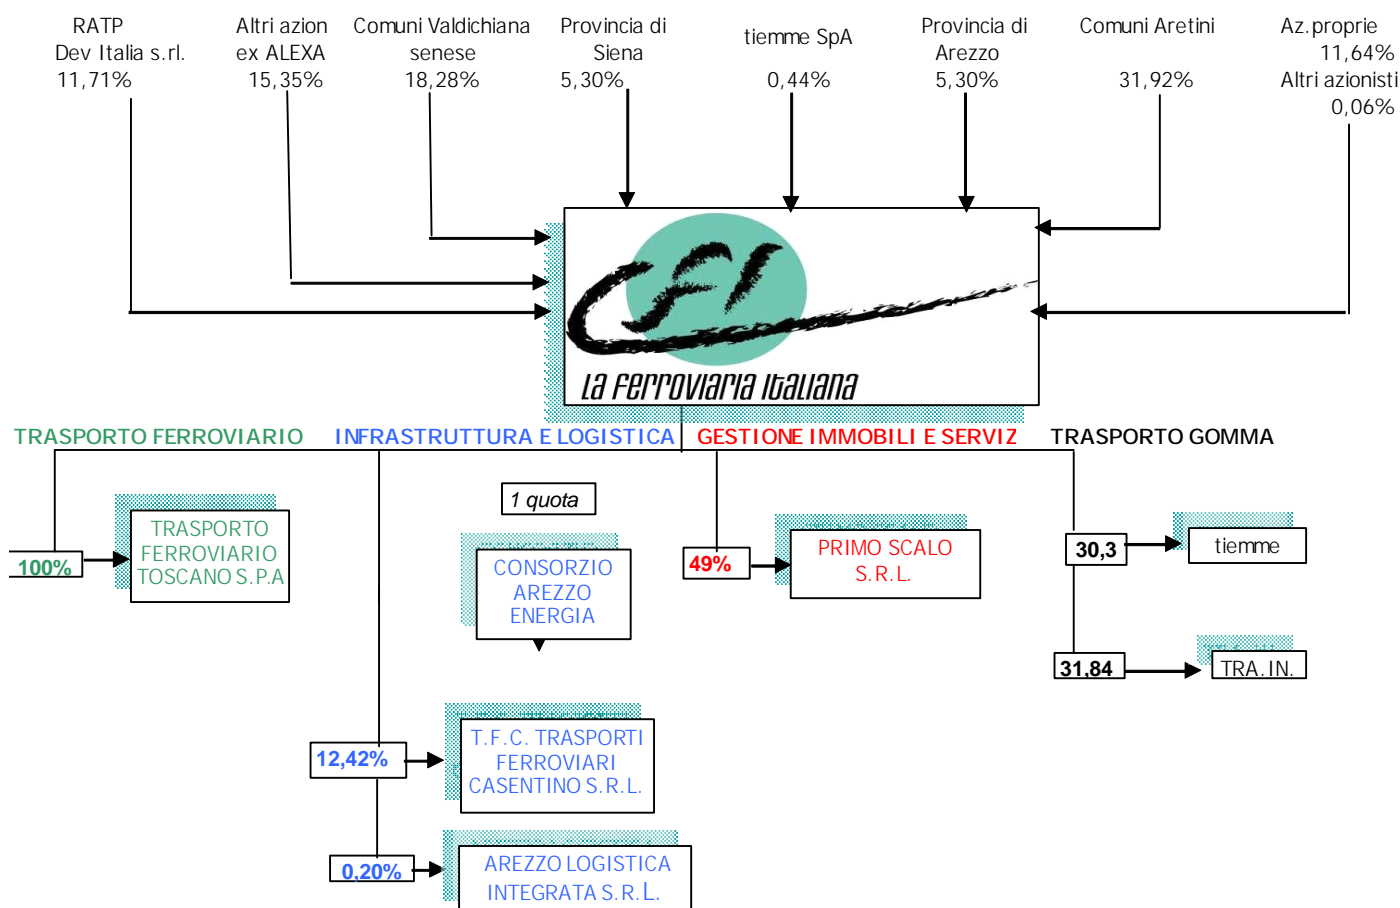 RATP
Dev Italia s.rl.
11,71%
Altri azion
ex ALEXA
15,35%
Comuni Valdichiana
senese
18,28%
Provincia di
Siena
5,30%
tiemme SpA
0,44%
Provincia di
Arezzo
5,30%
Comuni Aretini
31,92%
Az.proprie
11,64%
Altri azionisti
0,06%
LFI
La Ferroviaria Italiana
TRASPORTO FERROVIARIO
INFRASTRUTTURA E LOGISTICA
GESTIONE IMMOBILI E SERVIZ
TRASPORTO GOMMA
100%
TRASPORTO
FERROVIARIO
TOSCANO S.P.A
1 quota
CONSORZIO
AREZZO
ENERGIA
49%
PRIMO SCALO
S.R.L.
30,3
tiemme
31,84
TRA.IN.
12,42%
T.F.C. TRASPORTI
FERROVIARI
CASENTINO S.R.L.
0,20%
AREZZO LOGISTICA
INTEGRATA S.R.L.